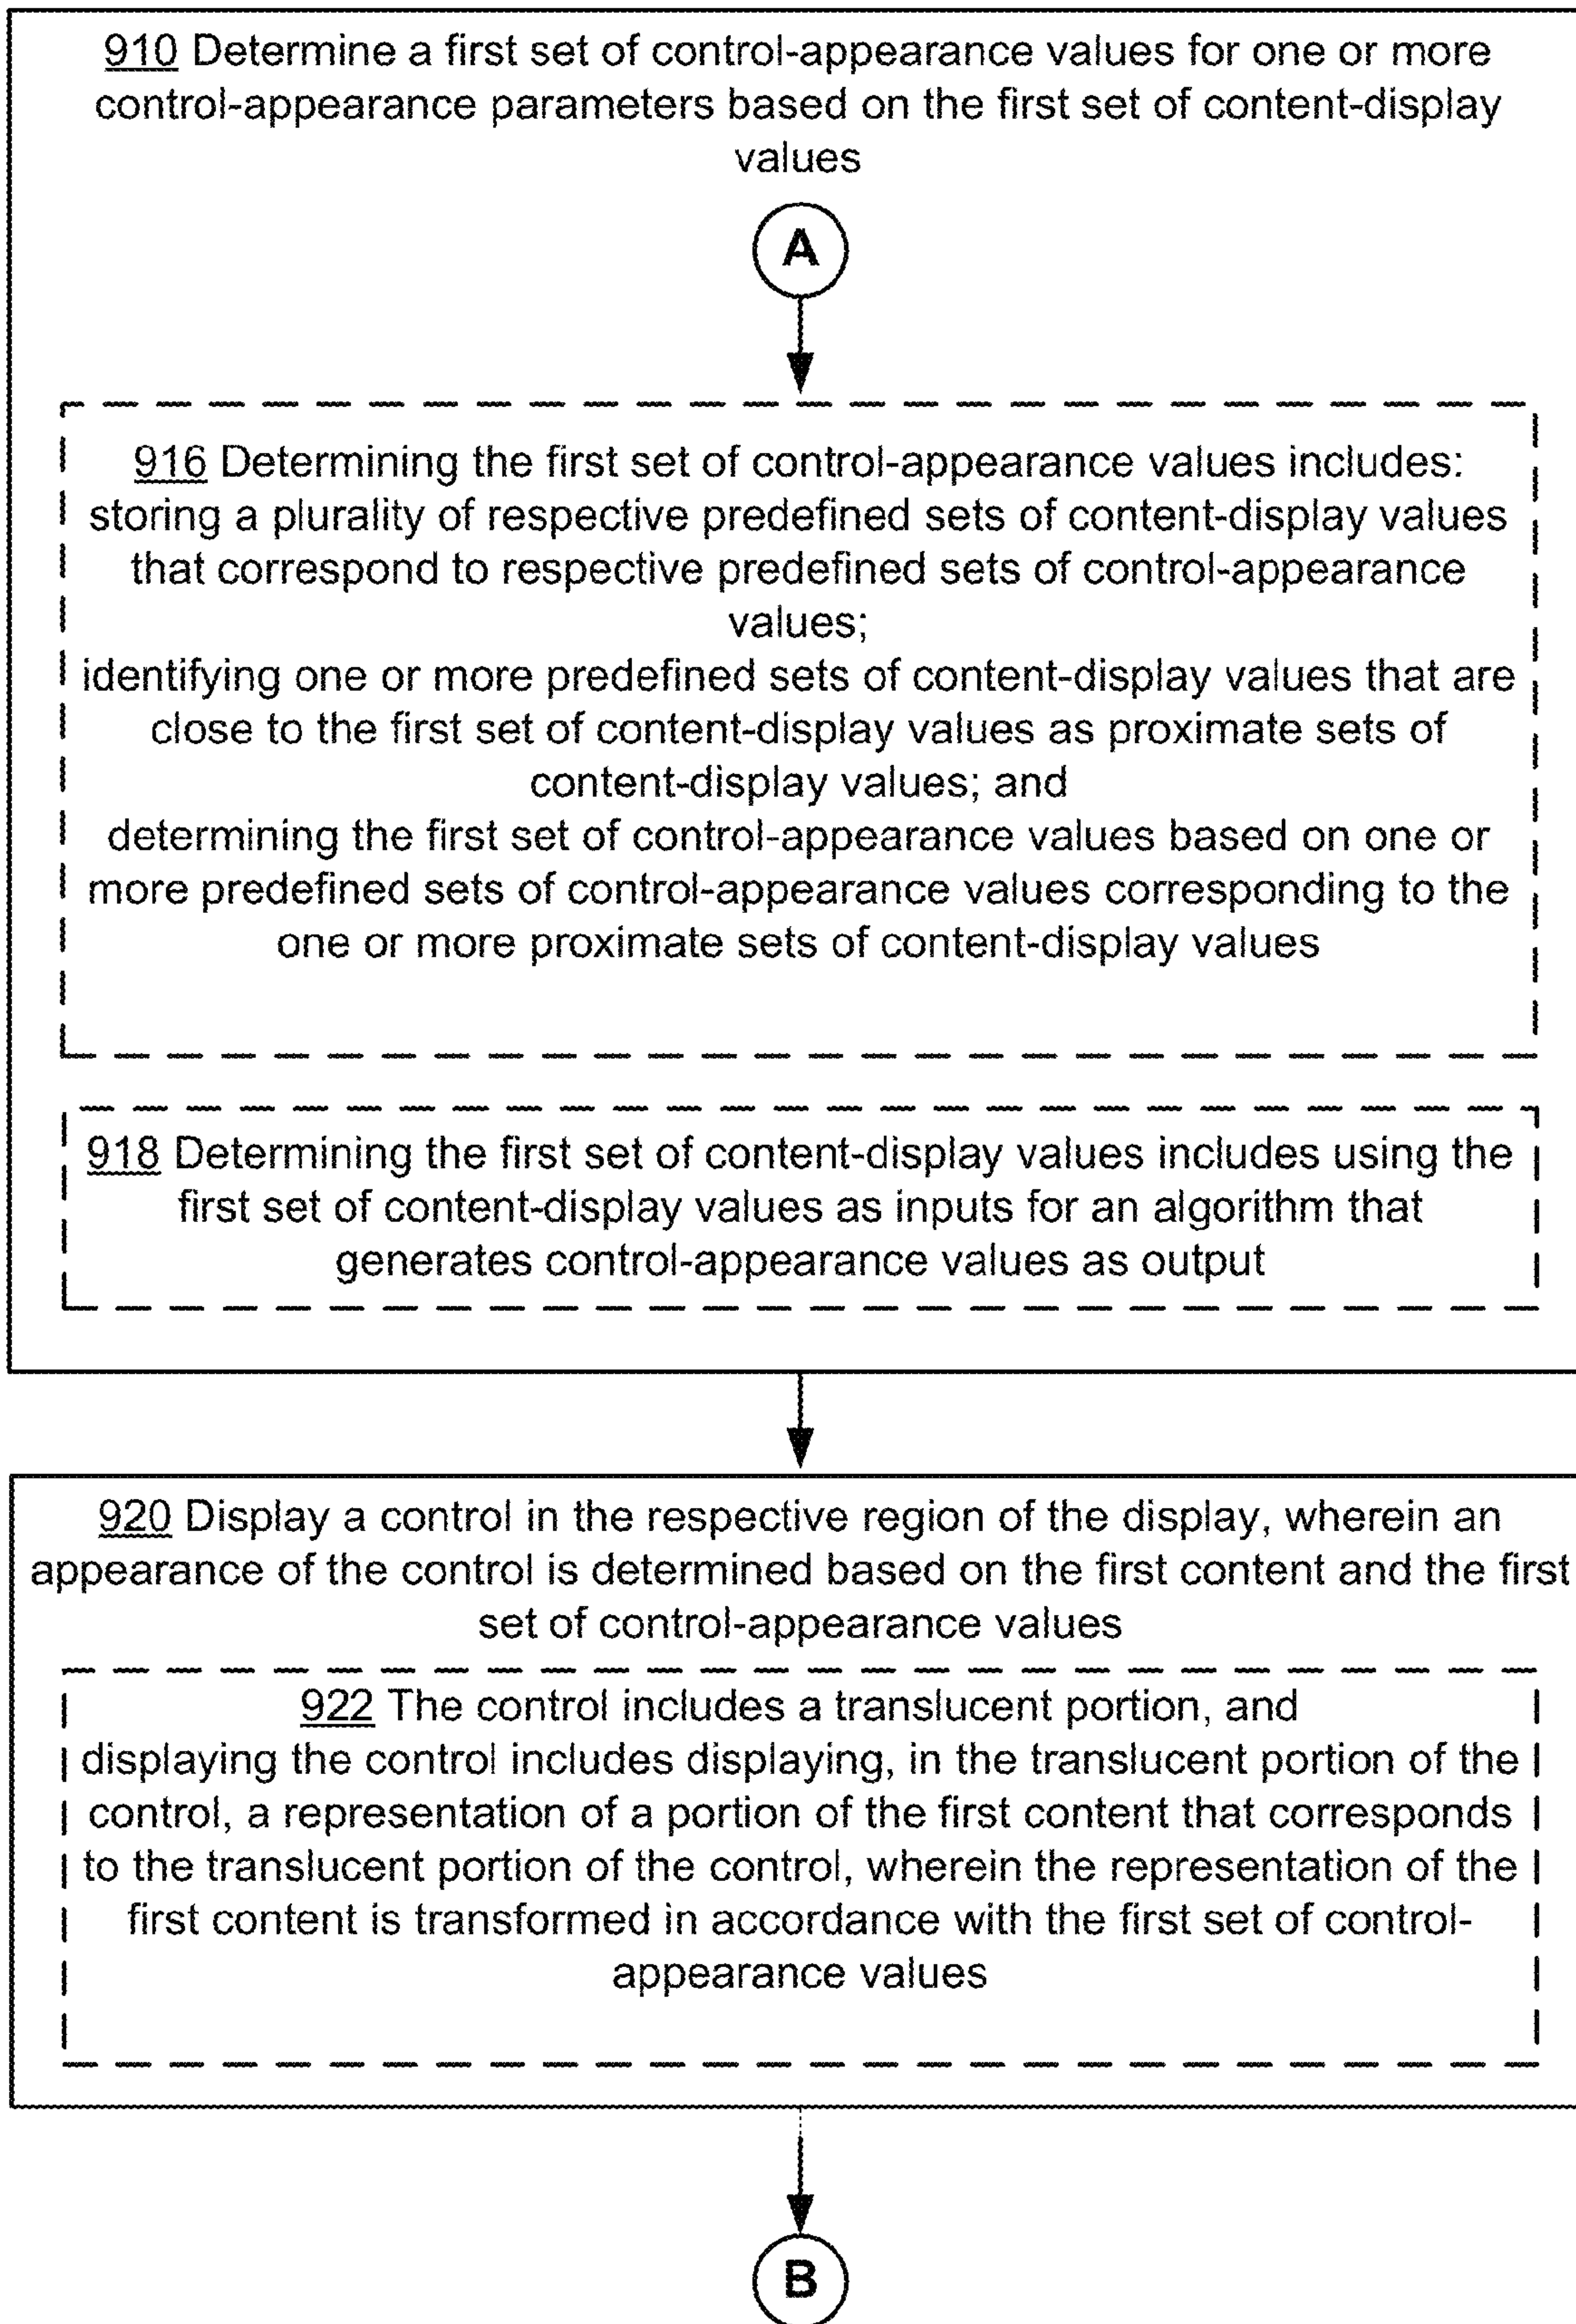 910 Determine a first set of control-appearance values for one or more
control-appearance parameters based on the first set of content-display
values
A
916 Determining the first set of control-appearance values includes:
storing a plurality of respective predefined sets of content-display values
that correspond to respective predefined sets of control-appearance
values;
identifying one or more predefined sets of content-display values that are
close to the first set of content-display values as proximate sets of
content-display values; and
determining the first set of control-appearance values based on one or
more predefined sets of control-appearance values corresponding to the
one or more proximate sets of content-display values
918 Determining the first set of content-display values includes using the
first set of content-display values as inputs for an algorithm that
generates control-appearance values as output
920 Display a control in the respective region of the display, wherein an
appearance of the control is determined based on the first content and the first
set of control-appearance values
922 The control includes a translucent portion, and
displaying the control includes displaying, in the translucent portion of the
control, a representation of a portion of the first content that corresponds
to the translucent portion of the control, wherein the representation of the
first content is transformed in accordance with the first set of control-
appearance values
B